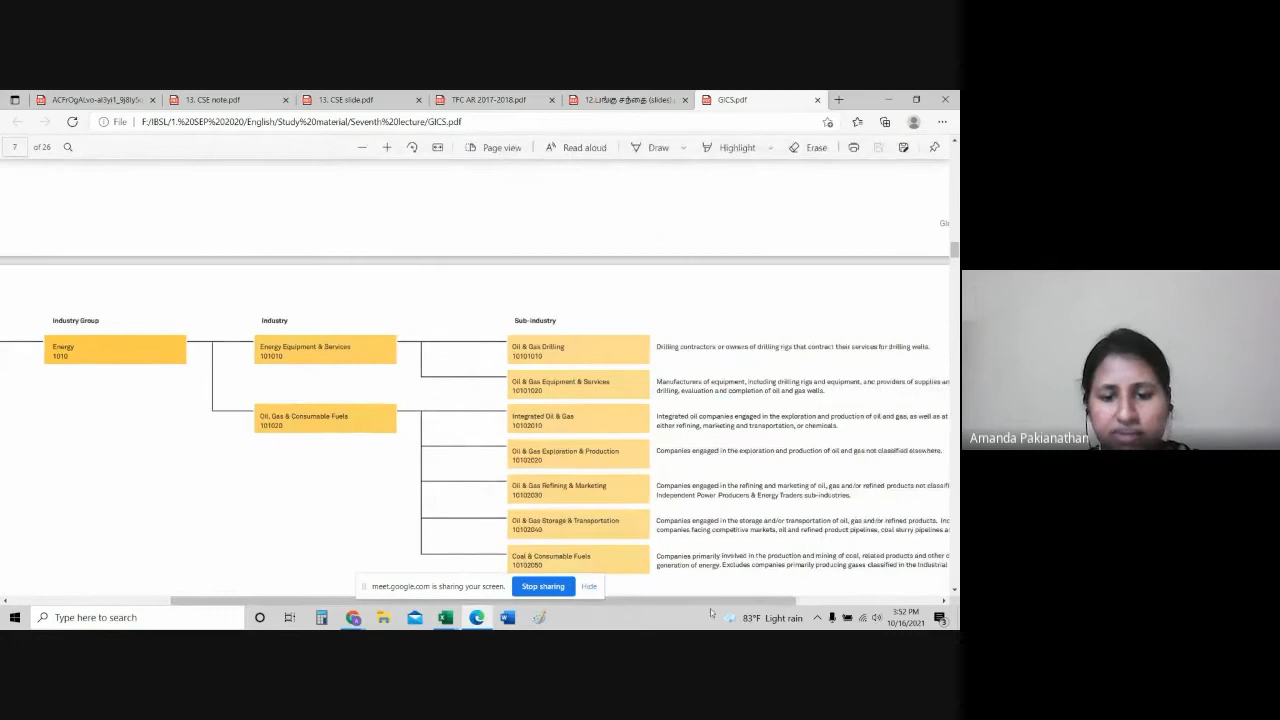 ACFrOgALvo-al3yi1_9j8ly5c
13. CSE note.pdf
13. CSE slide.pdf
TFC AR 2017-2018.pdf
12.பங்கு சந்தை (slides).
GICS.pdf
File F:/IBSL/1.%20SEP%202020/English/Study%20material/Seventh%20lecture/GICS.pdf
7 of 26
Page view
Read aloud
Draw
Highlight
Erase
Industry Group
Industry
Sub-industry
Energy
1010
Energy Equipment & Services
101010
Oil & Gas Drilling
10101010
Drilling contractors or owners of drilling rigs that contract their services for drilling wells.
Oil & Gas Equipment & Services
10101020
Manufacturers of equipment, including drilling rigs and equipment, and providers of supplies an
drilling, evaluation and completion of oil and gas wells.
Oil, Gas & Consumable Fuels
101020
Integrated Oil & Gas
10102010
Integrated oil companies engaged in the exploration and production of oil and gas, as well as at
either refining, marketing and transportation, or chemicals.
Oil & Gas Exploration & Production
10102020
Companies engaged in the exploration and production of oil and gas not classified elsewhere.
Oil & Gas Refining & Marketing
10102030
Companies engaged in the refining and marketing of oil, gas and/or refined products not classifi
Independent Power Producers & Energy Traders sub-industries.
Oil & Gas Storage & Transportation
10102040
Companies engaged in the storage and/or transportation of oil, gas and/or refined products. Inc
companies facing competitive markets, oil and refined product pipelines, coal slurry pipelines a
Coal & Consumable Fuels
10102050
Companies primarily involved in the production and mining of coal, related products and other c
generation of energy. Excludes companies primarily producing gases classified in the Industrial
meet.google.com is sharing your screen.
Stop sharing
Hide
Type here to search
83°F Light rain
3:52 PM
10/16/2021
3
Amanda Pakianathan